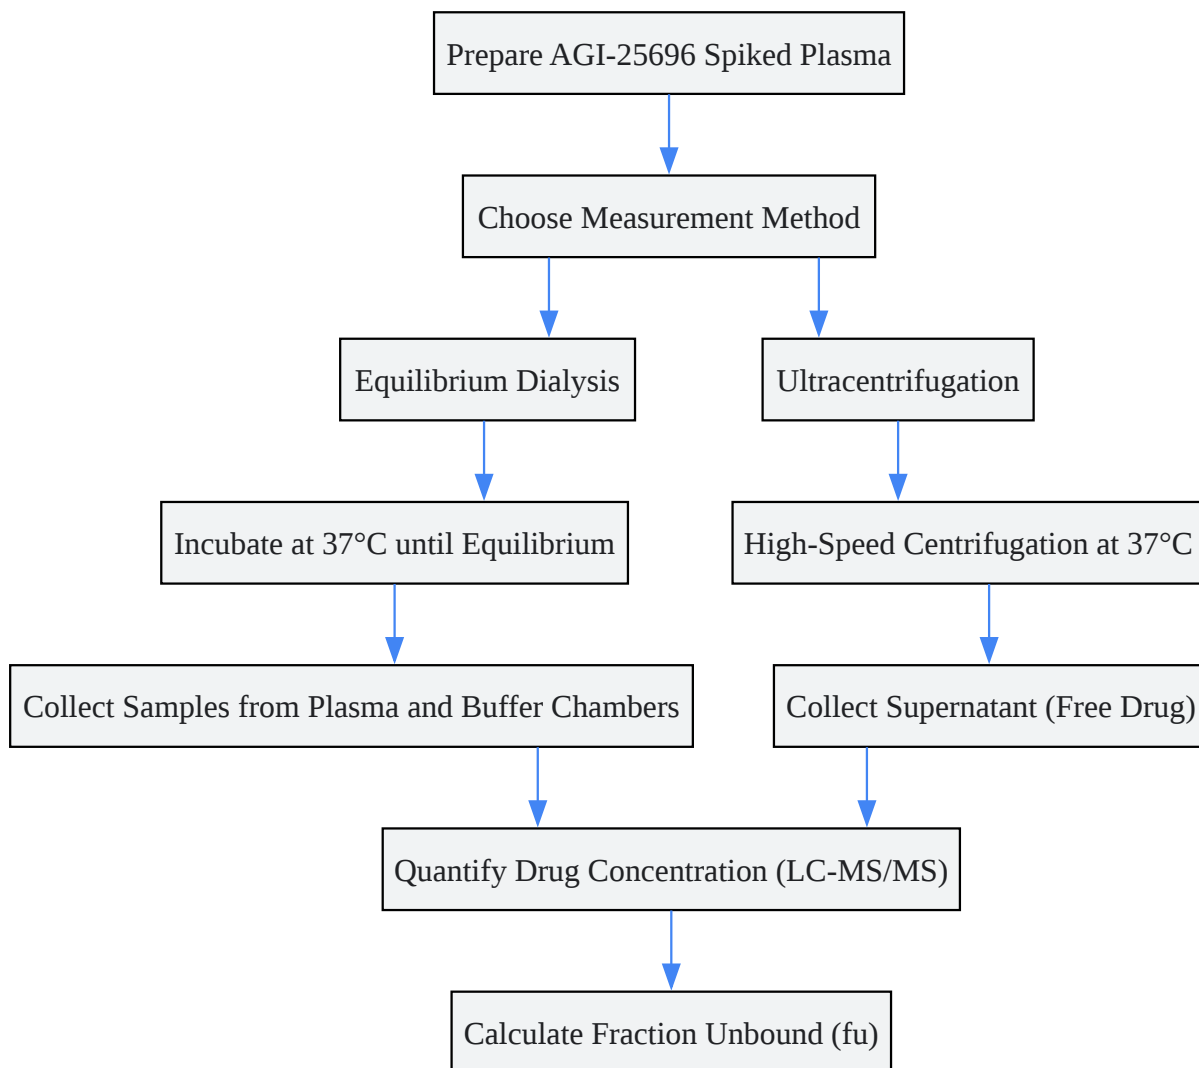 Prepare AGI-25696 Spiked Plasma
Choose Measurement Method
Equilibrium Dialysis
Ultracentrifugation
Incubate at 37°C until Equilibrium
High-Speed Centrifugation at 37°C
Collect Samples from Plasma and Buffer Chambers
Collect Supernatant (Free Drug)
Quantify Drug Concentration (LC-MS/MS)
Calculate Fraction Unbound (fu)